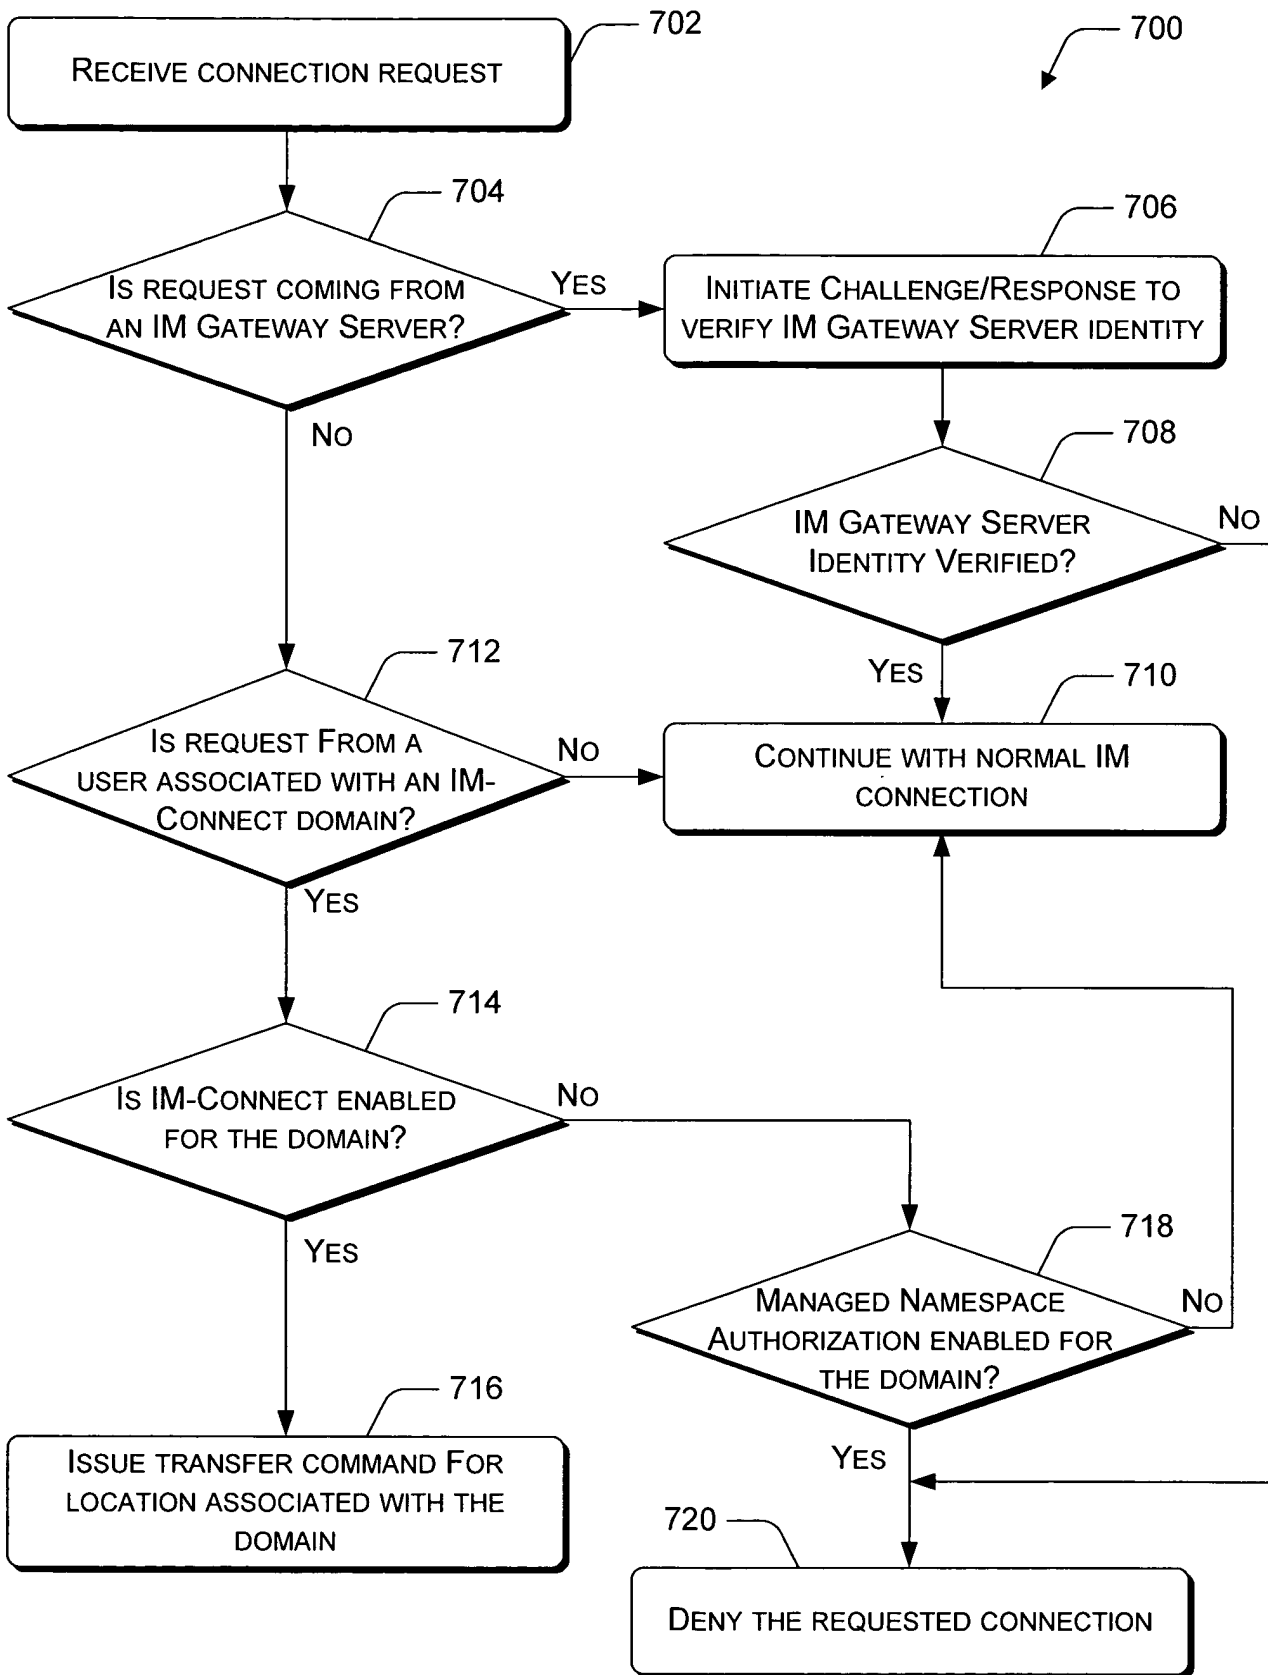 702
700
RECEIVE CONNECTION REQUEST
704
706
IS REQUEST COMING FROM
AN IM GATEWAY SERVER?
YES
INITIATE CHALLENGE/RESPONSE TO
VERIFY IM GATEWAY SERVER IDENTITY
NO
708
IM GATEWAY SERVER
IDENTITY VERIFIED?
NO
712
YES
710
IS REQUEST FROM A
USER ASSOCIATED WITH AN IM-
CONNECT DOMAIN?
NO
CONTINUE WITH NORMAL IM
CONNECTION
YES
714
IS IM-CONNECT ENABLED
FOR THE DOMAIN?
NO
YES
718
MANAGED NAMESPACE
AUTHORIZATION ENABLED FOR
THE DOMAIN?
NO
716
ISSUE TRANSFER COMMAND FOR
LOCATION ASSOCIATED WITH THE
DOMAIN
YES
720
DENY THE REQUESTED CONNECTION